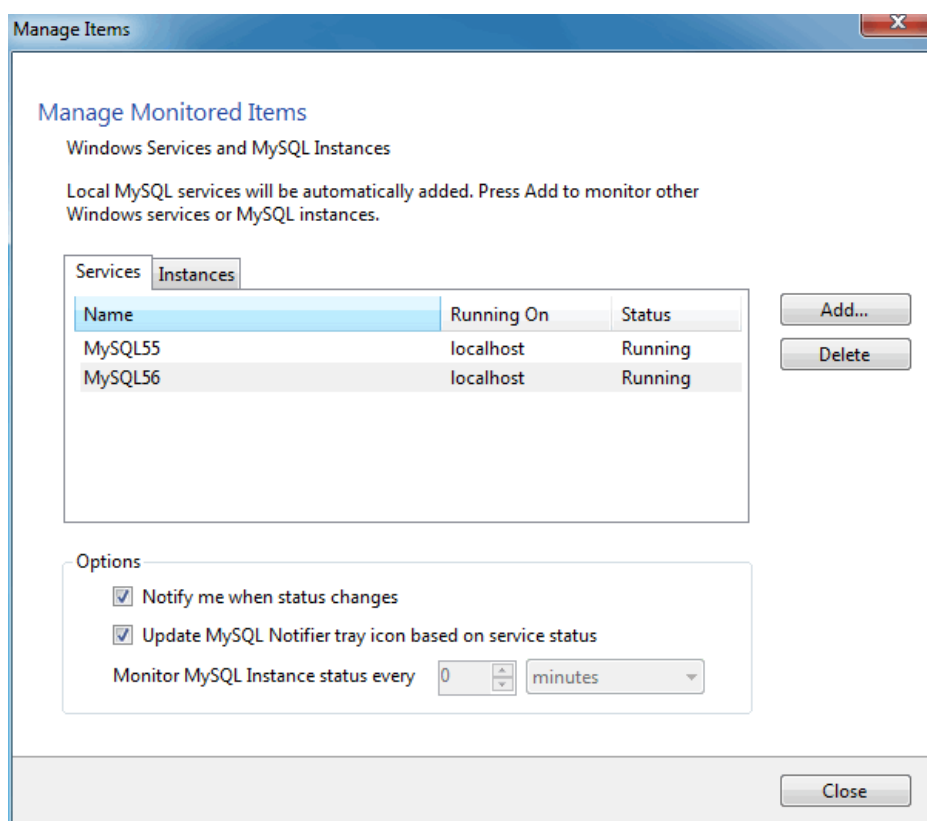 Manage Items
Manage Monitored Items
Windows Services and MySQL Instances
Local MySQL services will be automatically added. Press Add to monitor other
Windows services or MySQL instances.
Services Instances
Name Running On Status
MySQL55 localhost Running
MySQL56 localhost Running
Add...
Delete
Options
Notify me when status changes
Update MySQL Notifier tray icon based on service status
Monitor MySQL Instance status every 0 minutes
Close